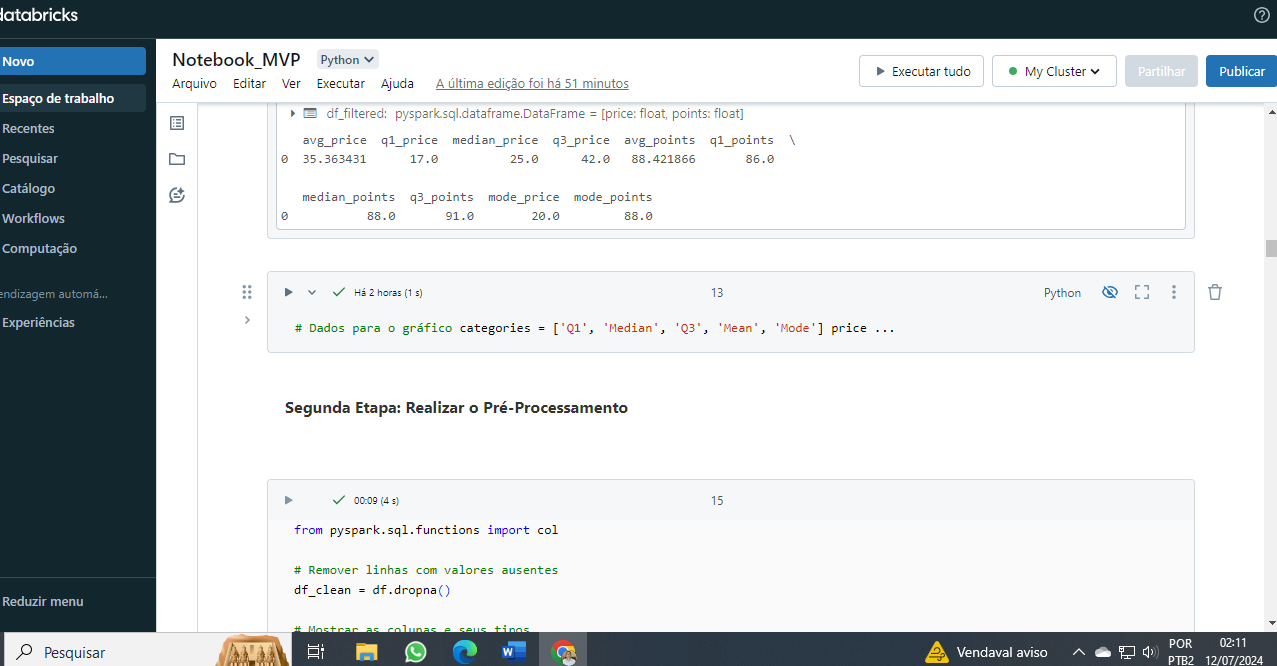 databricks
Novo
Espaço de trabalho
Recentes
Pesquisar
Catálogo
Workflows
Computação
endizagem automá...
Experiências
Reduzir menu
Notebook_MVP Python
Arquivo Editar Ver Executar Ajuda A última edição foi há 51 minutos
Executar tudo My Cluster Partilhar Publicar
df_filtered: pyspark.sql.dataframe.DataFrame = [price: float, points: float]
avg_price q1_price median_price q3_price avg_points q1_points \
0 35.363431 17.0 25.0 42.0 88.421866 86.0
median_points q3_points mode_price mode_points
0 88.0 91.0 20.0 88.0
Há 2 horas (1 s) 13 Python
# Dados para o gráfico categories = ['Q1', 'Median', 'Q3', 'Mean', 'Mode'] price ...
Segunda Etapa: Realizar o Pré-Processamento
00:09 (4 s) 15
from pyspark.sql.functions import col
# Remover linhas com valores ausentes
df_clean = df.dropna()
# Mostrar as colunas e seus tipos
Pesquisar Vendaval aviso POR 02:11
PTB2 12/07/2024